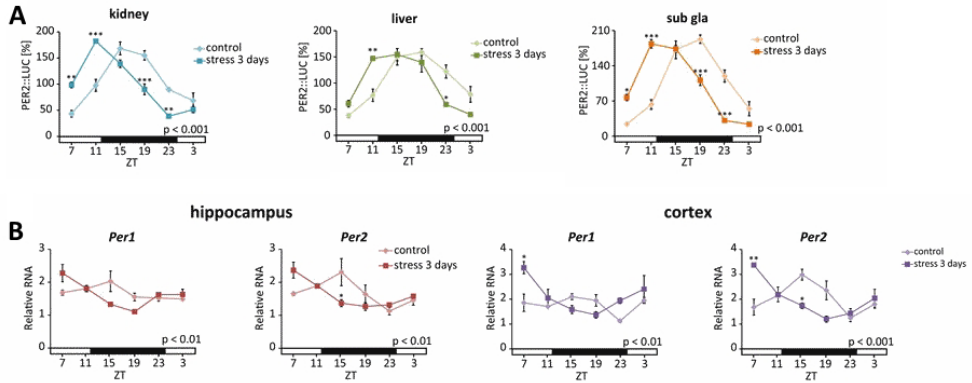 A
kidney
PER2::LUC [%]
200
150
100
50
0
** *** *** **
control
stress 3 days
p < 0.001
7 11 15 19 23 3
ZT
liver
PER2::LUC [%]
200
150
100
50
0
** *
control
stress 3 days
p < 0.001
7 11 15 19 23 3
ZT
sub gla
PER2::LUC [%]
210
140
70
0
* *** * *** ***
control
stress 3 days
p < 0.001
7 11 15 19 23 3
ZT
B
hippocampus
Per1
Relative RNA
3
2
1
0
p < 0.01
7 11 15 19 23 3
ZT
Per2
Relative RNA
3
2
1
0
*
control
stress 3 days
p < 0.01
7 11 15 19 23 3
ZT
cortex
Per1
Relative RNA
4
3
2
1
0
*
control
stress 3 days
p < 0.01
7 11 15 19 23 3
ZT
Per2
Relative RNA
4
3
2
1
0
** *
control
stress 3 days
p < 0.001
7 11 15 19 23 3
ZT